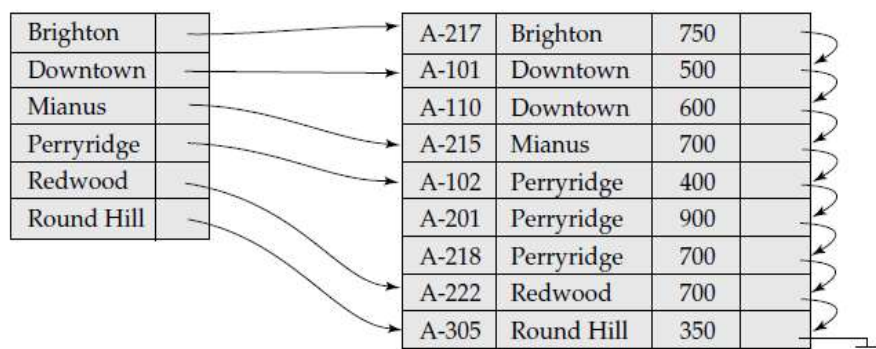 Brighton
Downtown
Mianus
Perryridge
Redwood
Round Hill
A-217 Brighton 750
A-101 Downtown 500
A-110 Downtown 600
A-215 Mianus 700
A-102 Perryridge 400
A-201 Perryridge 900
A-218 Perryridge 700
A-222 Redwood 700
A-305 Round Hill 350